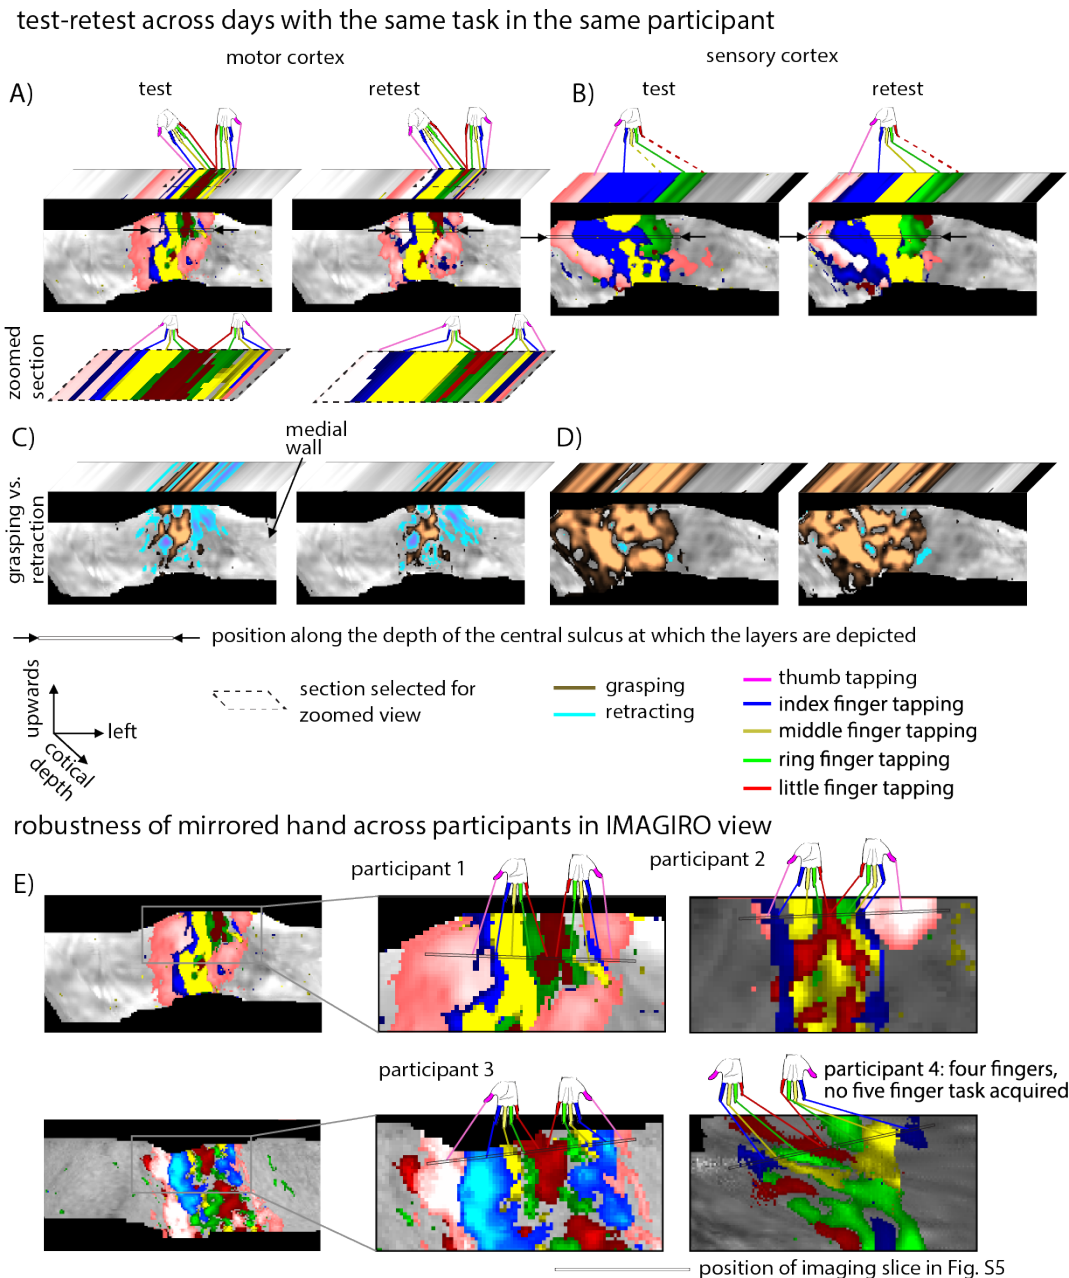 test-retest across days with the same task in the same participant
motor cortex
sensory cortex
A)
test
retest
B)
test
retest
zoomed
section
C)
medial
wall
D)
grasping vs.
retraction
position along the depth of the central sulcus at which the layers are depicted
upwards
left
cotical
depth
section selected for
zoomed view
grasping
retracting
thumb tapping
index finger tapping
middle finger tapping
ring finger tapping
little finger tapping
robustness of mirrored hand across participants in IMAGIRO view
E)
participant 1
participant 2
participant 3
participant 4: four fingers,
no five finger task acquired
position of imaging slice in Fig. S5